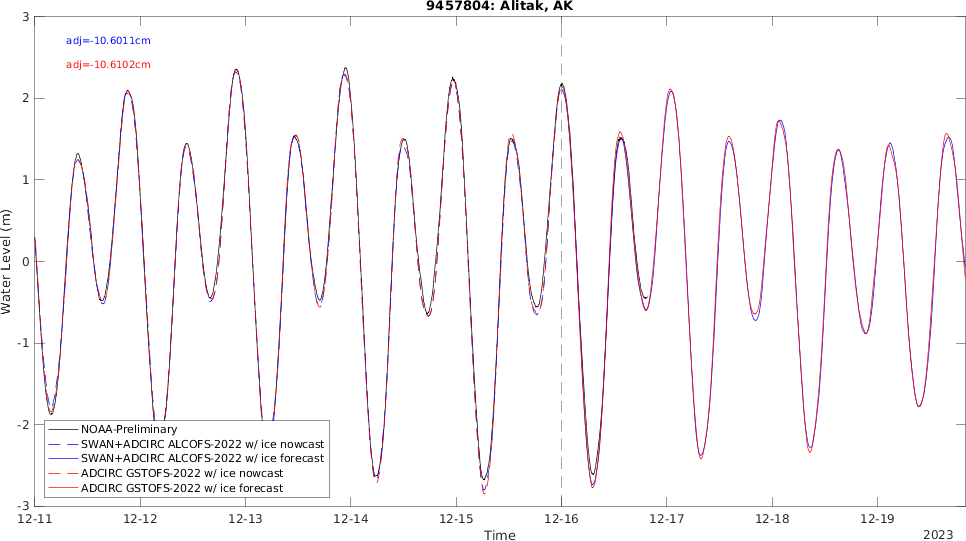 9457804: Alitak, AK
adj=-10.6011cm
adj=-10.6102cm
3
2
1
0
-1
-2
-3
Water Level (m)
NOAA-Preliminary
SWAN+ADCIRC ALCOFS-2022 w/ ice nowcast
SWAN+ADCIRC ALCOFS-2022 w/ ice forecast
ADCIRC GSTOFS-2022 w/ ice nowcast
ADCIRC GSTOFS-2022 w/ ice forecast
12-11 12-12 12-13 12-14 12-15 12-16 12-17 12-18 12-19
Time
2023